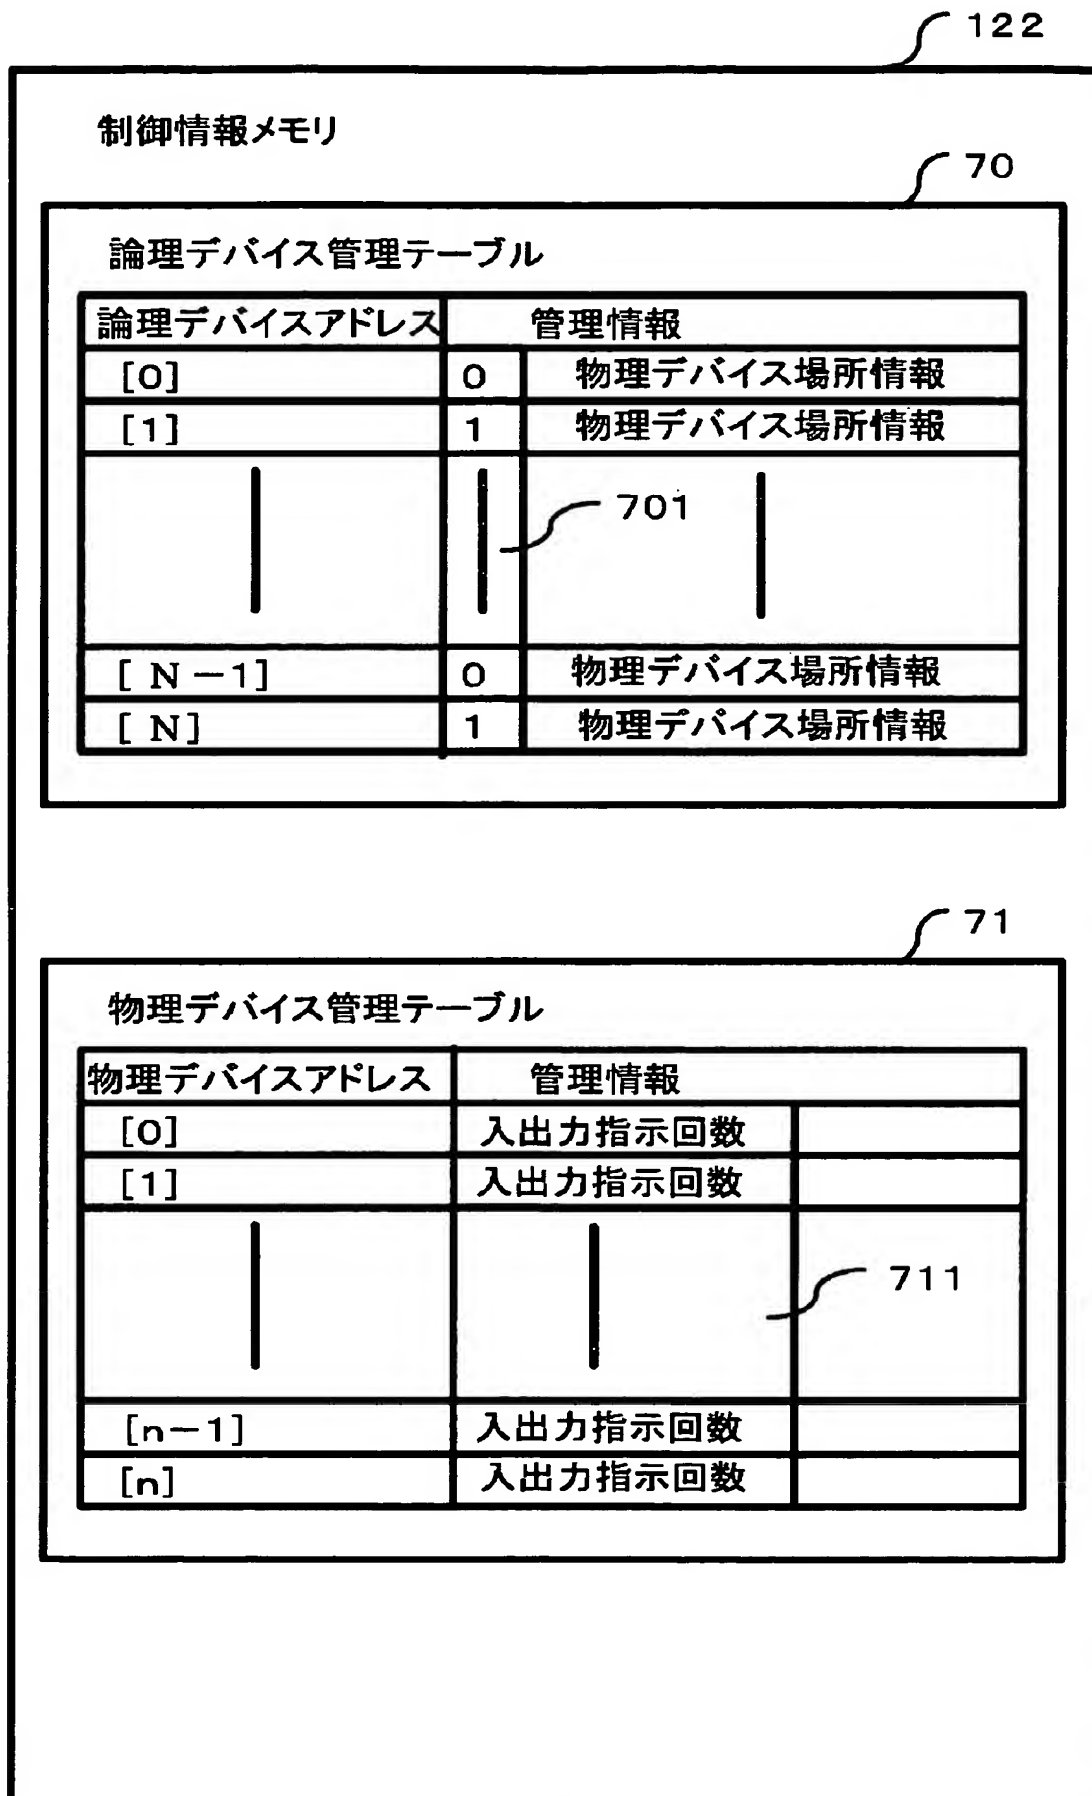 122
制御情報メモリ
70
論理デバイス管理テーブル
論理デバイスアドレス 管理情報
[0] 0 物理デバイス場所情報
[1] 1 物理デバイス場所情報
701
[N-1] 0 物理デバイス場所情報
[N] 1 物理デバイス場所情報
71
物理デバイス管理テーブル
物理デバイスアドレス 管理情報
[0] 入出力指示回数
[1] 入出力指示回数
711
[n-1] 入出力指示回数
[n] 入出力指示回数